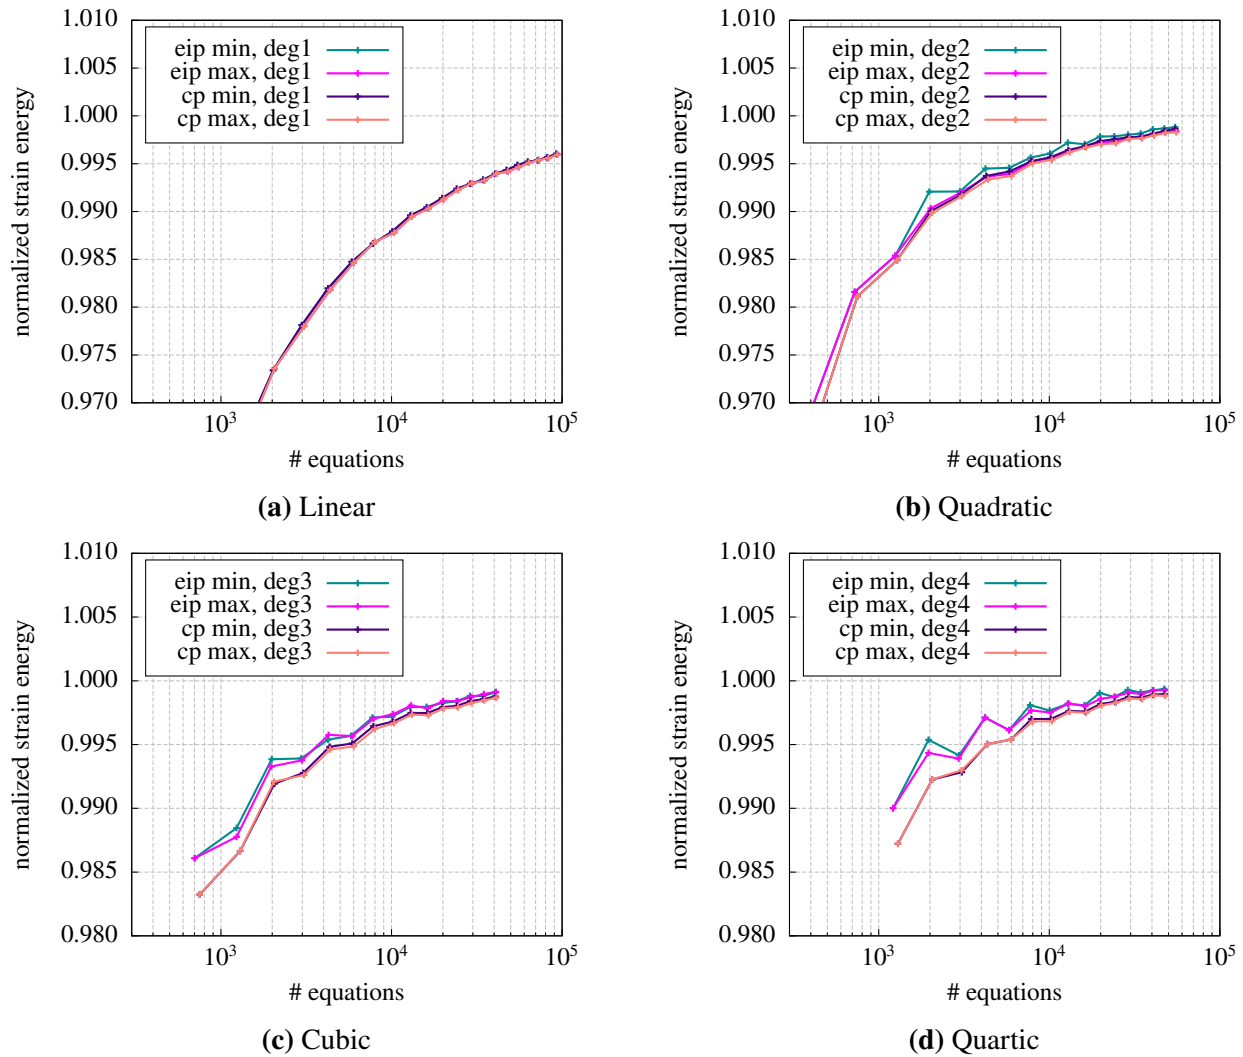 1.010
1.005
1.000
0.995
0.990
0.985
0.980
0.975
0.970
normalized strain energy
eip min, deg1
eip max, deg1
cp min, deg1
cp max, deg1
10³ 10⁴ 10⁵
# equations
(a) Linear
1.010
1.005
1.000
0.995
0.990
0.985
0.980
0.975
0.970
normalized strain energy
eip min, deg2
eip max, deg2
cp min, deg2
cp max, deg2
10³ 10⁴ 10⁵
# equations
(b) Quadratic
1.010
1.005
1.000
0.995
0.990
0.985
0.980
normalized strain energy
eip min, deg3
eip max, deg3
cp min, deg3
cp max, deg3
10³ 10⁴ 10⁵
# equations
(c) Cubic
1.010
1.005
1.000
0.995
0.990
0.985
0.980
normalized strain energy
eip min, deg4
eip max, deg4
cp min, deg4
cp max, deg4
10³ 10⁴ 10⁵
# equations
(d) Quartic